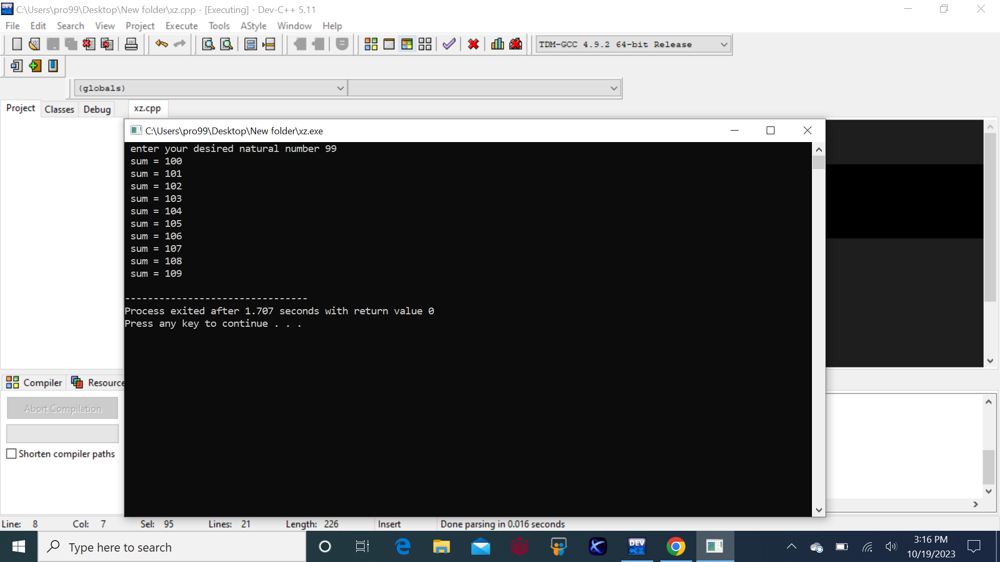 C:\Users\pro99\Desktop\New folder\xz.cpp - [Executing] - Dev-C++ 5.11
File Edit Search View Project Execute Tools AStyle Window Help
TDM-GCC 4.9.2 64-bit Release
(globals)
Project Classes Debug xz.cpp
C:\Users\pro99\Desktop\New folder\xz.exe
enter your desired natural number 99
sum = 100
sum = 101
sum = 102
sum = 103
sum = 104
sum = 105
sum = 106
sum = 107
sum = 108
sum = 109
--------------------------------
Process exited after 1.707 seconds with return value 0
Press any key to continue . . .
Compiler Resource
Abort Compilation
Shorten compiler paths
Line: 8 Col: 7 Sel: 95 Lines: 21 Length: 226 Insert Done parsing in 0.016 seconds
Type here to search
DEV C++
3:16 PM
10/19/2023